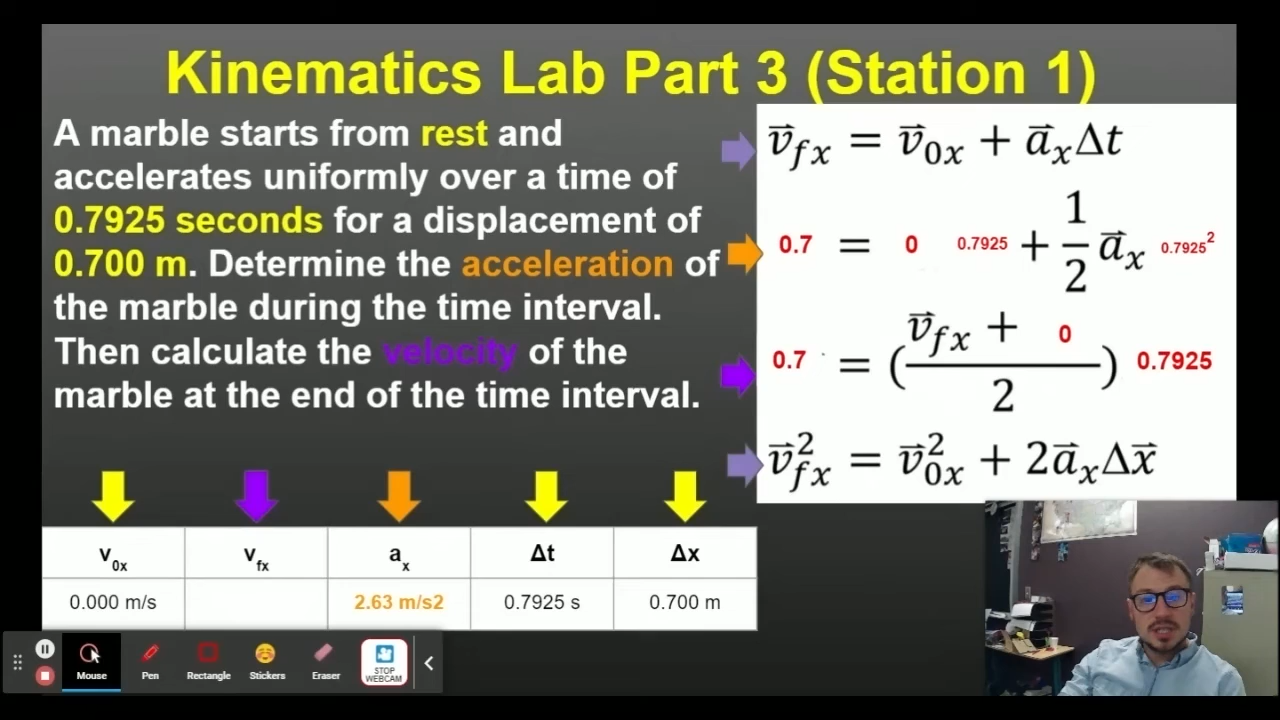 Kinematics Lab Part 3 (Station 1)
A marble starts from rest and
accelerates uniformly over a time of
0.7925 seconds for a displacement of
0.700 m. Determine the acceleration of
the marble during the time interval.
Then calculate the velocity of the
marble at the end of the time interval.
v⃗fx = v⃗0x + a⃗xΔt
0.7 = 0 0.7925 + 1/2 a⃗x 0.7925²
0.7 = (v⃗fx + 0 / 2) 0.7925
v⃗²fx = v⃗²0x + 2a⃗xΔx⃗
v0x vfx ax Δt Δx
0.000 m/s 2.63 m/s2 0.7925 s 0.700 m
Mouse Pen Rectangle Stickers Eraser STOP
WEBCAM